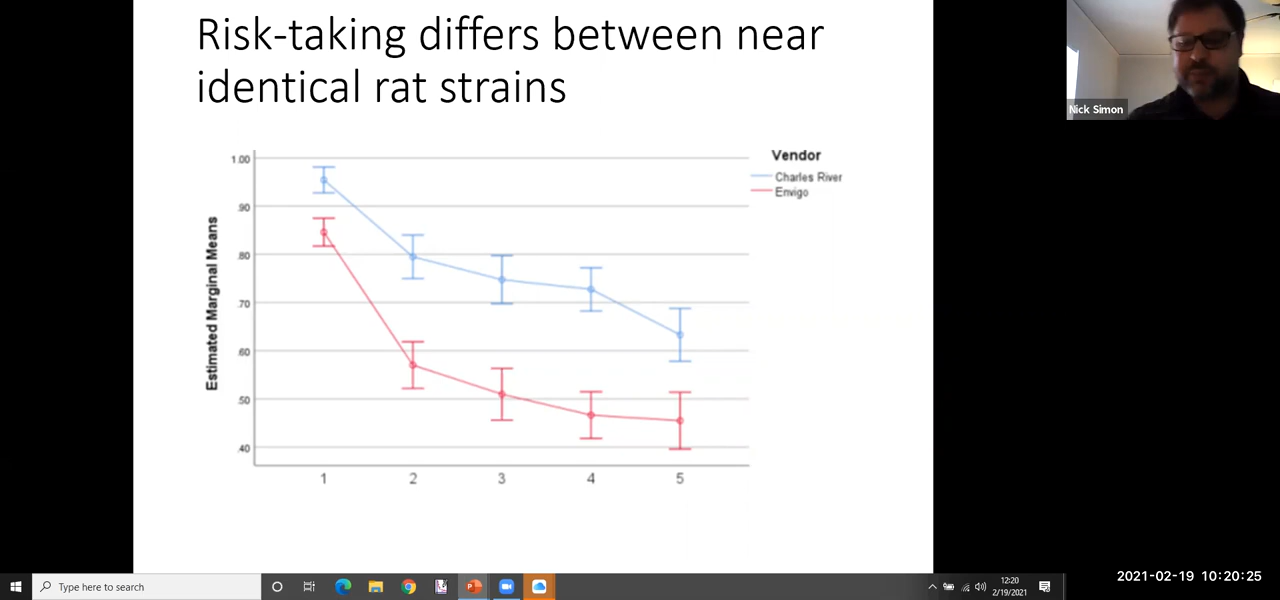 Risk-taking differs between near
identical rat strains
Nick Simon
Vendor
Charles River
Envigo
Estimated Marginal Means
1.00
.90
.80
.70
.60
.50
.40
1 2 3 4 5
Type here to search
12:20
2/19/2021
2021-02-19 10:20:25